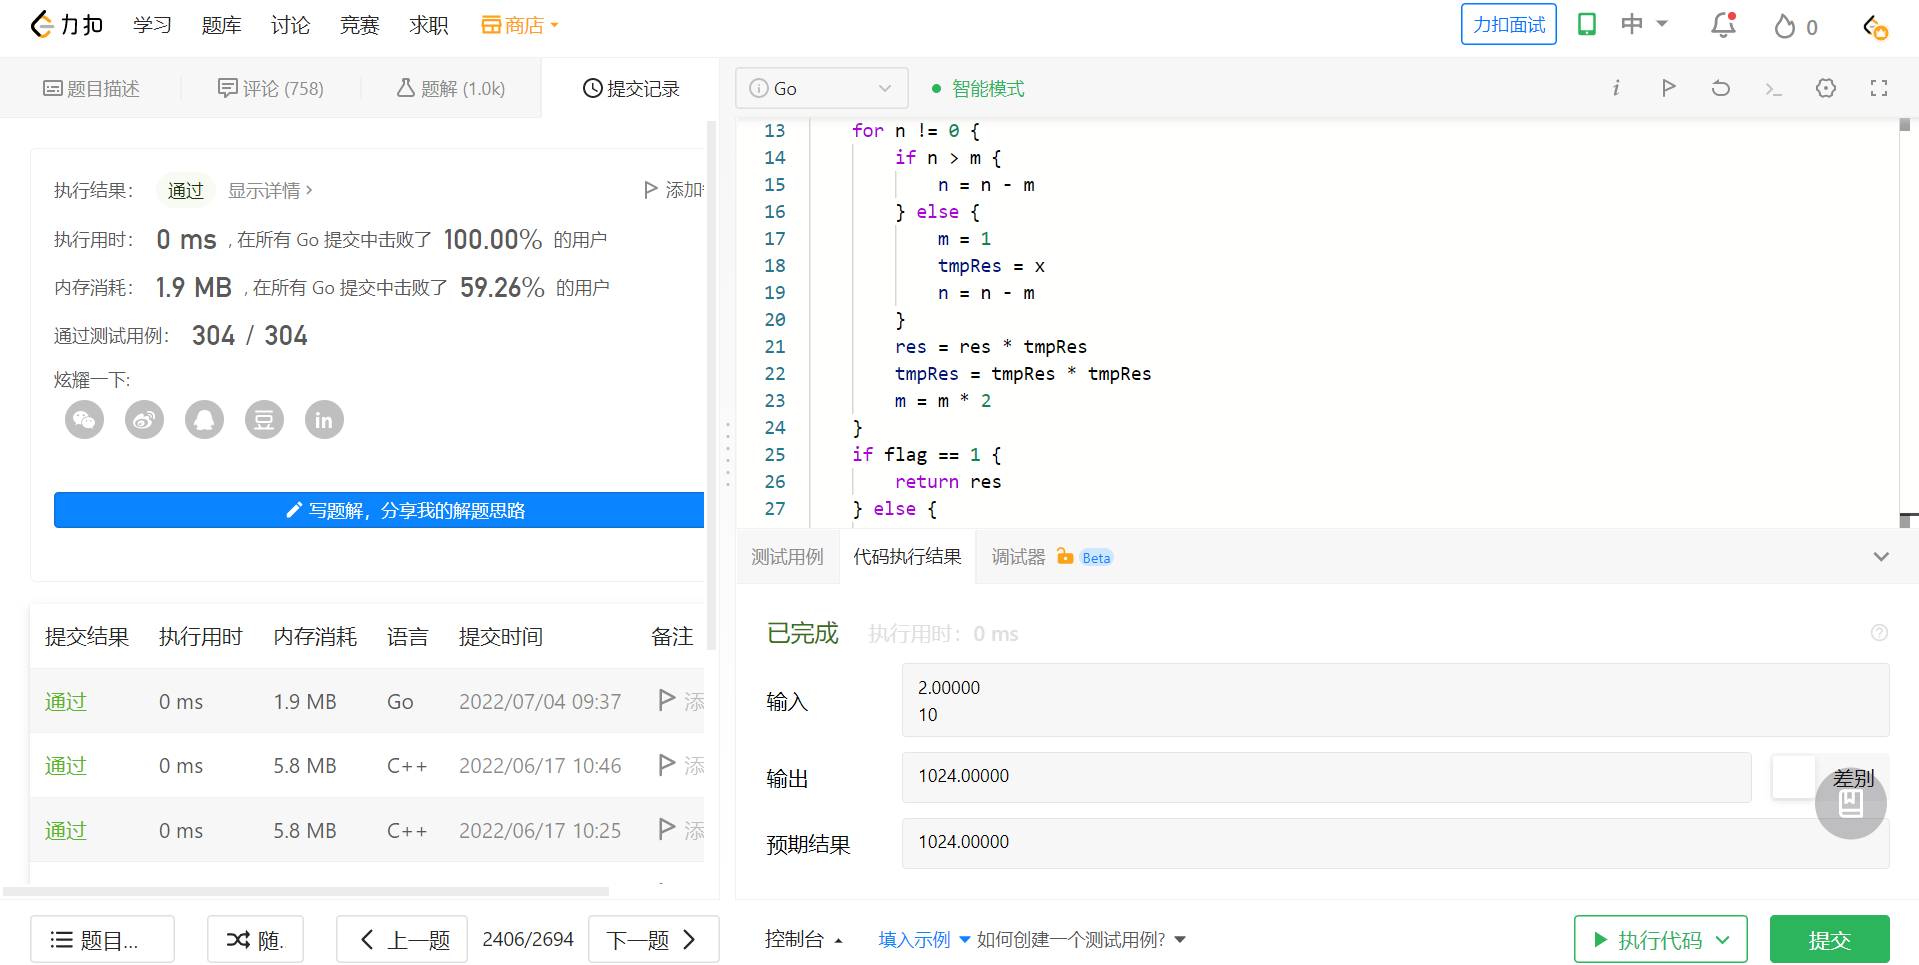 力扣 学习 题库 讨论 竞赛 求职 商店 力扣面试 中 0
题目描述 评论 (758) 题解 (1.0k) 提交记录
执行结果： 通过 显示详情 > 添加
执行用时： 0 ms , 在所有 Go 提交中击败了 100.00% 的用户
内存消耗： 1.9 MB , 在所有 Go 提交中击败了 59.26% 的用户
通过测试用例： 304 / 304
炫耀一下:
豆 in
写题解，分享我的解题思路
提交结果 执行用时 内存消耗 语言 提交时间 备注
通过 0 ms 1.9 MB Go 2022/07/04 09:37 添
通过 0 ms 5.8 MB C++ 2022/06/17 10:46 添
通过 0 ms 5.8 MB C++ 2022/06/17 10:25 添
题目... 随. 上一题 2406/2694 下一题
i Go 智能模式 i
13 for n != 0 {
14 if n > m {
15 n = n - m
16 } else {
17 m = 1
18 tmpRes = x
19 n = n - m
20 }
21 res = res * tmpRes
22 tmpRes = tmpRes * tmpRes
23 m = m * 2
24 }
25 if flag == 1 {
26 return res
27 } else {
测试用例 代码执行结果 调试器 Beta
已完成 执行用时：0 ms ?
输入
2.00000
10
输出 1024.00000 差别
预期结果 1024.00000
控制台 填入示例 如何创建一个测试用例? 执行代码 提交